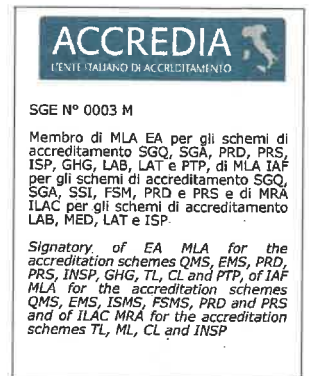 ACCREDIA
L'ENTE ITALIANO DI ACCREDITAMENTO
SGE N° 0003 M
Membro di MLA EA per gli schemi di
accreditamento SGQ, SGA, PRD, PRS,
ISP, GHG, LAB, LAT e PTP, di MLA IAF
per gli schemi di accreditamento SGQ,
SGA, SSI, FSM, PRD e PRS e di MRA
ILAC per gli schemi di accreditamento
LAB, MED, LAT e ISP
Signatory of EA MLA for the
accreditation schemes QMS, EMS, PRD,
PRS, INSP, GHG, TL, CL and PTP, of IAF
MLA for the accreditation schemes
QMS, EMS, ISMS, FSMS, PRD and PRS
and of ILAC MRA for the accreditation
schemes TL, ML, CL and INSP